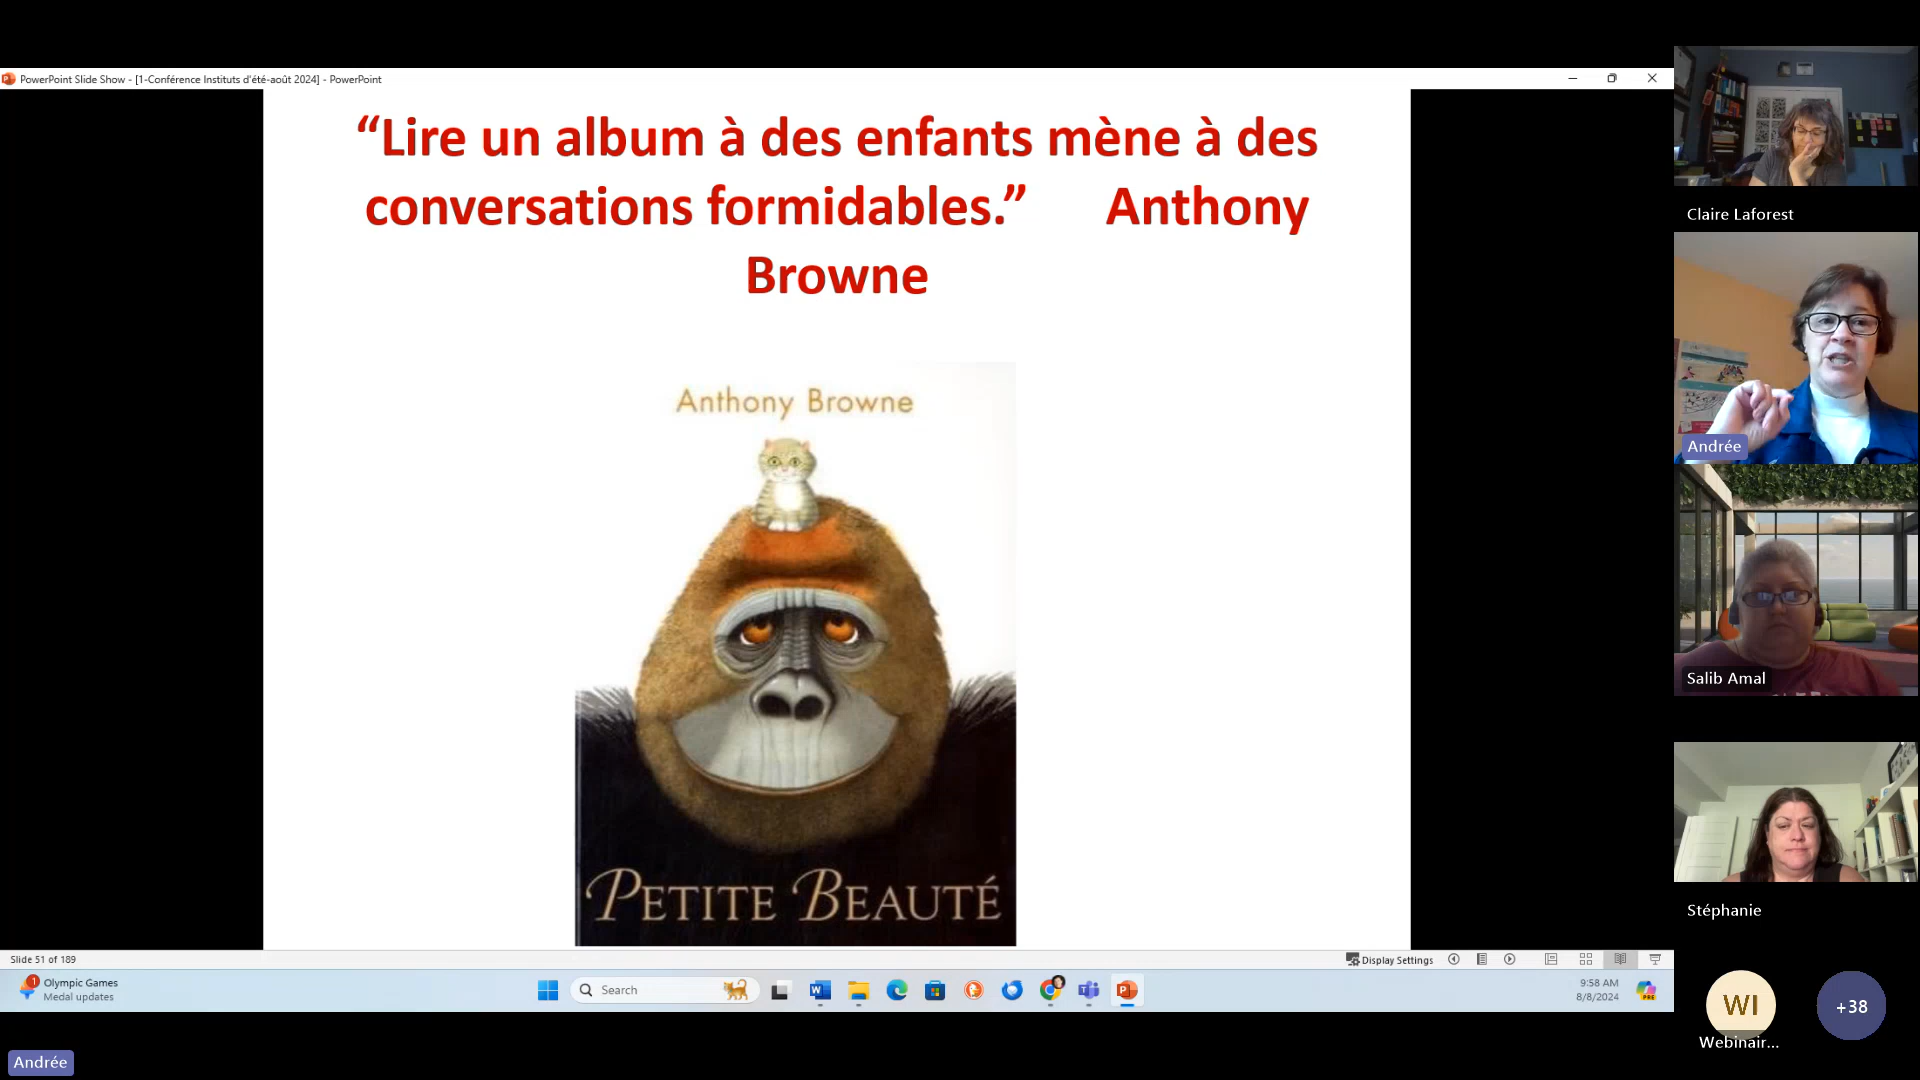 PowerPoint Slide Show - [1-Conférence Instituts d'été-août 2024] - PowerPoint
“Lire un album à des enfants mène à des
conversations formidables.” Anthony
Browne
Anthony Browne
PETITE BEAUTÉ
Slide 51 of 189
Display Settings
1
Olympic Games
Medal updates
Search
9:58 AM
8/8/2024
PRE
Andrée
Claire Laforest
Andrée
Salib Amal
Stéphanie
WI
Webinair...
+38